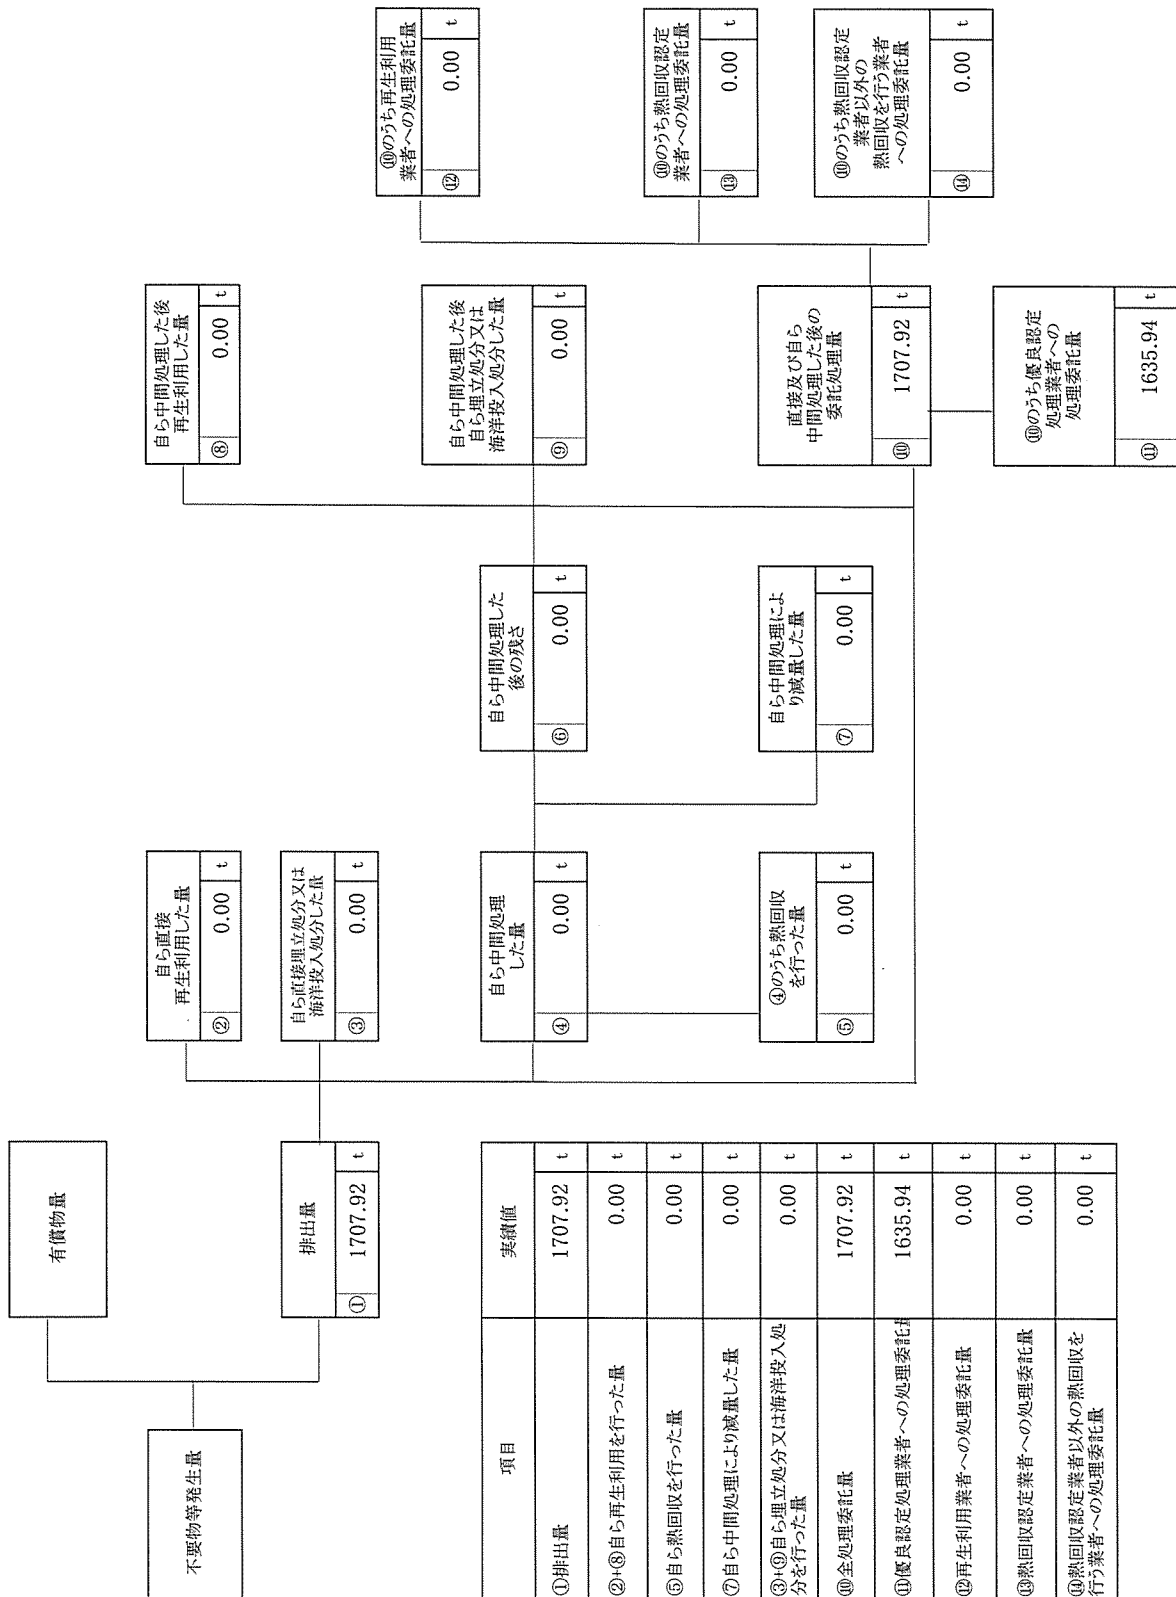 不要物等発生量
有償物量
排出量
① 1707.92 t
自ら直接
再生利用した量
② 0.00 t
自ら直接埋立処分又は
海洋投入処分した量
③ 0.00 t
自ら中間処理
した量
④ 0.00 t
④のうち熱回収
を行った量
⑤ 0.00 t
自ら中間処理した
後の残さ
⑥ 0.00 t
自ら中間処理によ
り減量した量
⑦ 0.00 t
自ら中間処理した後
再生利用した量
⑧ 0.00 t
自ら中間処理した後
自ら埋立処分又は
海洋投入処分した量
⑨ 0.00 t
直接及び自ら
中間処理した後の
委託処理量
⑩ 1707.92 t
⑩のうち優良認定
処理業者への
処理委託量
⑪ 1635.94 t
⑩のうち再生利用
業者への処理委託量
⑫ 0.00 t
⑩のうち熱回収認定
業者への処理委託量
⑬ 0.00 t
⑩のうち熱回収認定
業者以外の
熱回収を行う業者
への処理委託量
⑭ 0.00 t
項目 実績値
①排出量 1707.92 t
②+⑧自ら再生利用を行った量 0.00 t
⑤自ら熱回収を行った量 0.00 t
⑦自ら中間処理により減量した量 0.00 t
③+⑨自ら埋立処分又は海洋投入処
分を行った量 0.00 t
⑩全処理委託量 1707.92 t
⑪優良認定処理業者への処理委託量 1635.94 t
⑫再生利用業者への処理委託量 0.00 t
⑬熱回収認定業者への処理委託量 0.00 t
⑭熱回収認定業者以外の熱回収を
行う業者への処理委託量 0.00 t